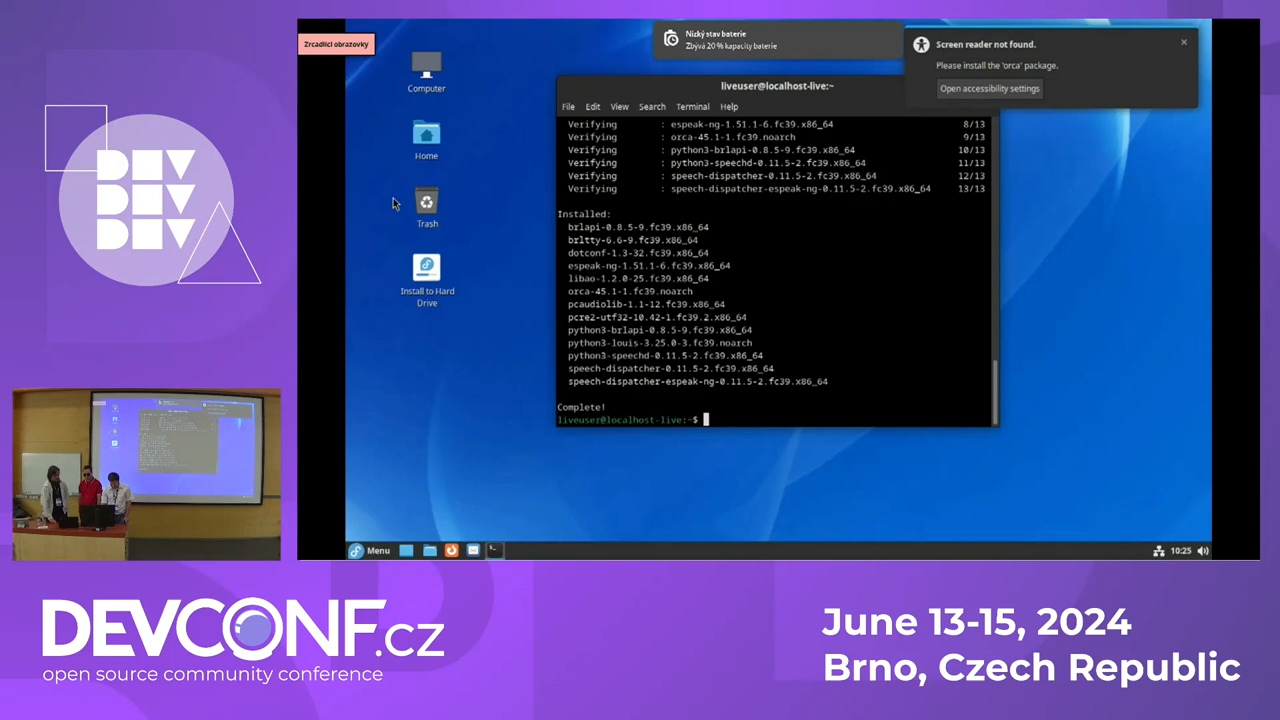 Zrcadlicí obrazovky
Nízký stav baterie
Zbývá 20 % kapacity baterie
Screen reader not found.
Please install the 'orca' package.
Open accessibility settings
Computer
Home
Trash
Install to Hard
Drive
liveuser@localhost-live:~
File Edit View Search Terminal Help
Verifying : espeak-ng-1.51.1-6.fc39.x86_64 8/13
Verifying : orca-45.1-1.fc39.noarch 9/13
Verifying : python3-brlapi-0.8.5-9.fc39.x86_64 10/13
Verifying : python3-speechd-0.11.5-2.fc39.x86_64 11/13
Verifying : speech-dispatcher-0.11.5-2.fc39.x86_64 12/13
Verifying : speech-dispatcher-espeak-ng-0.11.5-2.fc39.x86_64 13/13
Installed:
brlapi-0.8.5-9.fc39.x86_64
brltty-6.6-9.fc39.x86_64
dotconf-1.3-32.fc39.x86_64
espeak-ng-1.51.1-6.fc39.x86_64
libao-1.2.0-25.fc39.x86_64
orca-45.1-1.fc39.noarch
pcaudiolib-1.1-12.fc39.x86_64
pcre2-utf32-10.42-1.fc39.2.x86_64
python3-brlapi-0.8.5-9.fc39.x86_64
python3-louis-3.25.0-3.fc39.noarch
python3-speechd-0.11.5-2.fc39.x86_64
speech-dispatcher-0.11.5-2.fc39.x86_64
speech-dispatcher-espeak-ng-0.11.5-2.fc39.x86_64
Complete!
liveuser@localhost-live:~$
Menu
10:25
DEV
DEV
DEV
DEVCONF.cz
open source community conference
June 13-15, 2024
Brno, Czech Republic